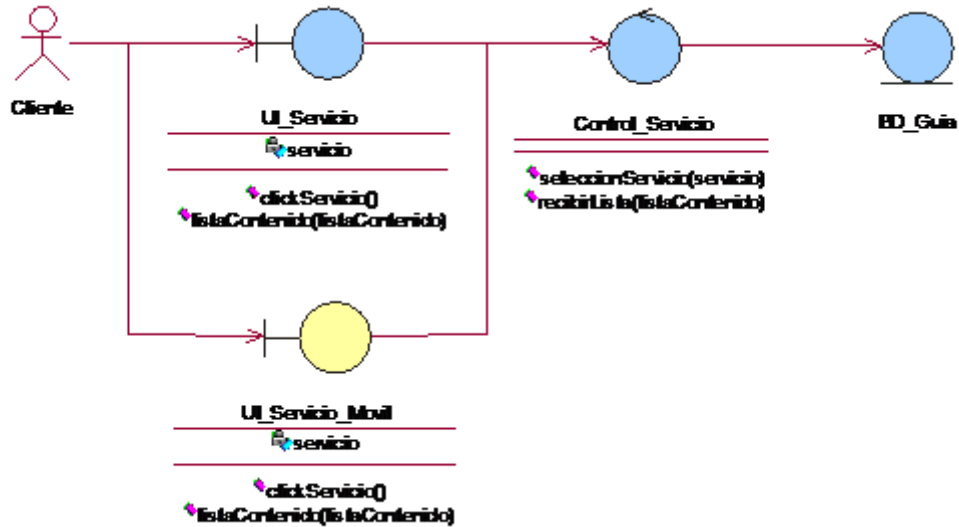 Cliente
UI_Servicio
servicio
clickServicio()
listaContenido(listaContenido)
Control_Servicio
seleccionServicio(servicio)
recibirLista(listaContenido)
BD_Guia
UI_Servicio_Movil
servicio
clickServicio()
listaContenido(listaContenido)